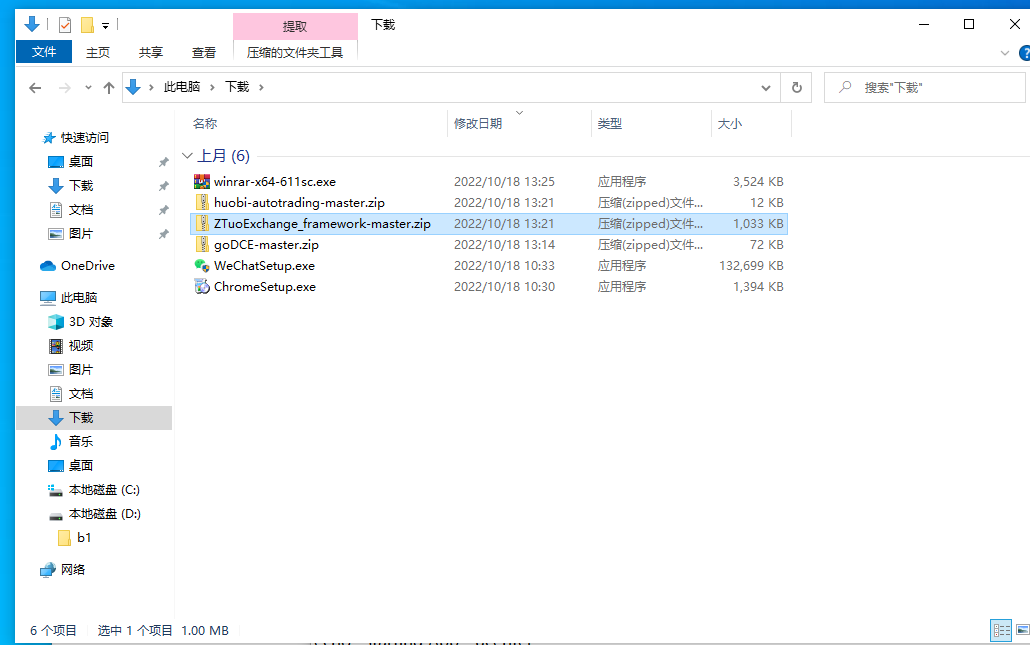 提取
下载
文件
主页
共享
查看
压缩的文件夹工具
此电脑 下载
搜索"下载"
名称 修改日期 类型 大小
快速访问
桌面
下载
文档
图片
OneDrive
此电脑
3D 对象
视频
图片
文档
下载
音乐
桌面
本地磁盘 (C:)
本地磁盘 (D:)
b1
网络
上月 (6)
winrar-x64-611sc.exe 2022/10/18 13:25 应用程序 3,524 KB
huobi-autotrading-master.zip 2022/10/18 13:21 压缩(zipped)文件... 12 KB
ZTuoExchange_framework-master.zip 2022/10/18 13:21 压缩(zipped)文件... 1,033 KB
goDCE-master.zip 2022/10/18 13:14 压缩(zipped)文件... 72 KB
WeChatSetup.exe 2022/10/18 10:33 应用程序 132,699 KB
ChromeSetup.exe 2022/10/18 10:30 应用程序 1,394 KB
6 个项目 选中 1 个项目 1.00 MB